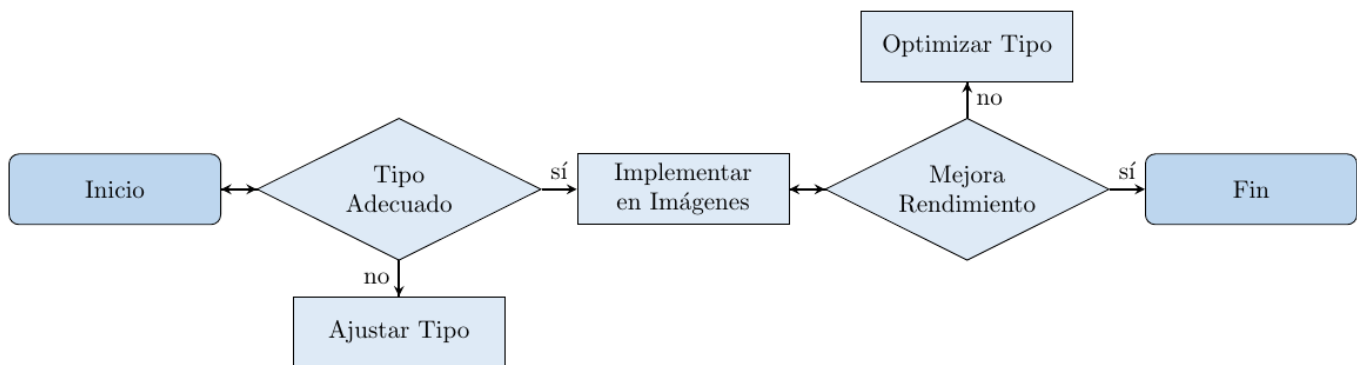 Inicio
Tipo
Adecuado
sí
no
Ajustar Tipo
Implementar
en Imágenes
Mejora
Rendimiento
no
Optimizar Tipo
sí
Fin